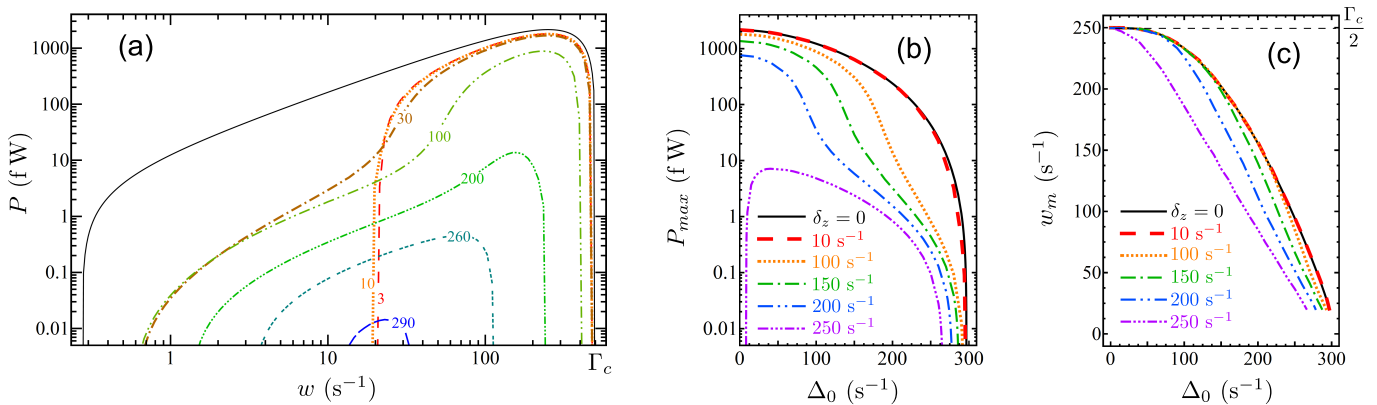 (a)
P (f W)
1000
100
10
1
0.1
0.01
30
100
200
260
10
3
290
1
10
100
Γc
w (s⁻¹)
(b)
Pmax (f W)
1000
100
10
1
0.1
0.01
δz = 0
10 s⁻¹
100 s⁻¹
150 s⁻¹
200 s⁻¹
250 s⁻¹
0
100
200
300
Δ0 (s⁻¹)
(c)
Γc
2
wm (s⁻¹)
250
200
150
100
50
0
δz = 0
10 s⁻¹
100 s⁻¹
150 s⁻¹
200 s⁻¹
250 s⁻¹
0
100
200
300
Δ0 (s⁻¹)